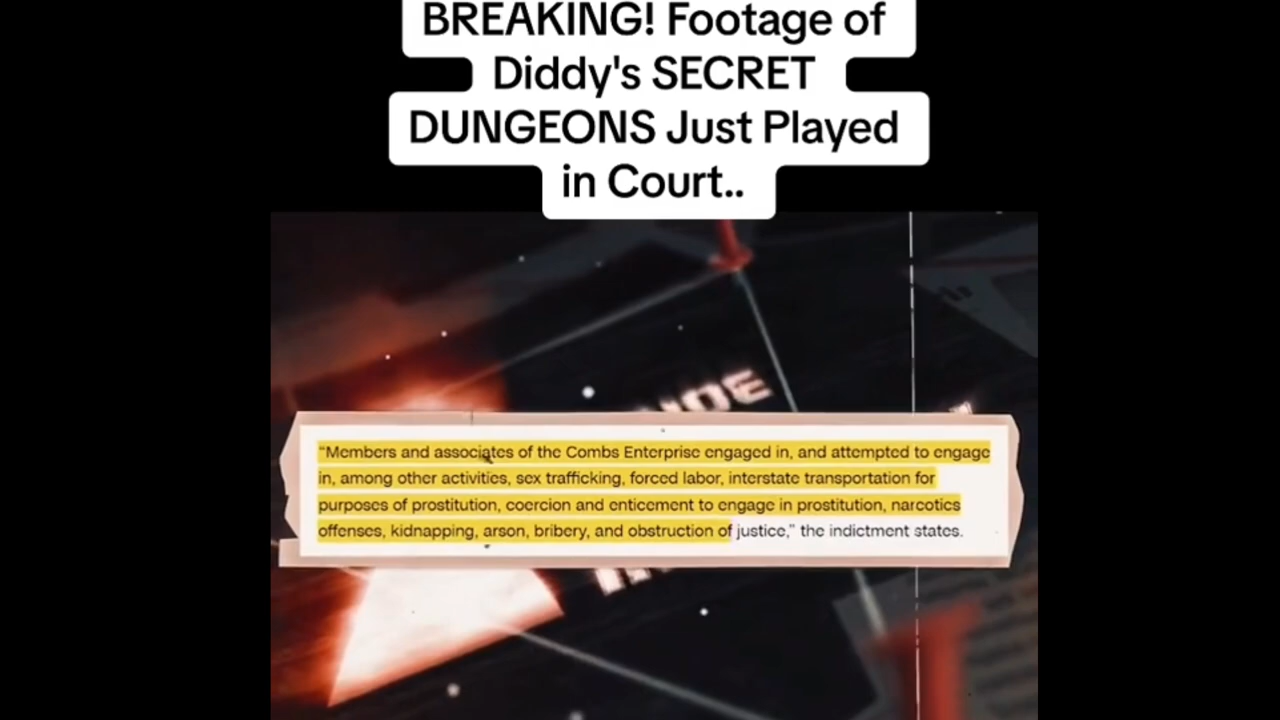 BREAKING! Footage of
Diddy's SECRET
DUNGEONS Just Played
in Court..
“Members and associates of the Combs Enterprise engaged in, and attempted to engage
in, among other activities, sex trafficking, forced labor, interstate transportation for
purposes of prostitution, coercion and enticement to engage in prostitution, narcotics
offenses, kidnapping, arson, bribery, and obstruction of justice,” the indictment states.